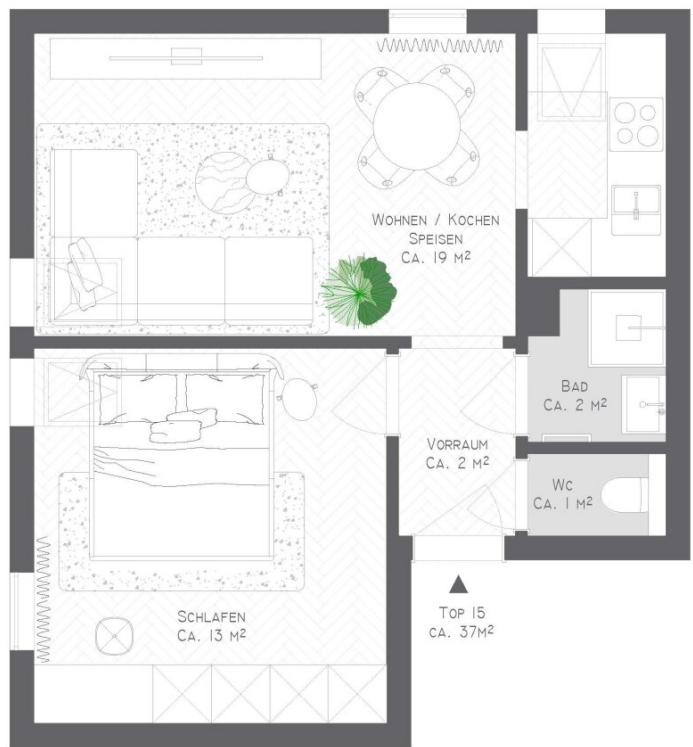 WOHNEN / KOCHEN
SPEISEN
CA. 19 M²
BAD
CA. 2 M²
VORRAUM
CA. 2 M²
WC
CA. 1 M²
SCHLAFEN
CA. 13 M²
TOP 15
CA. 37M²